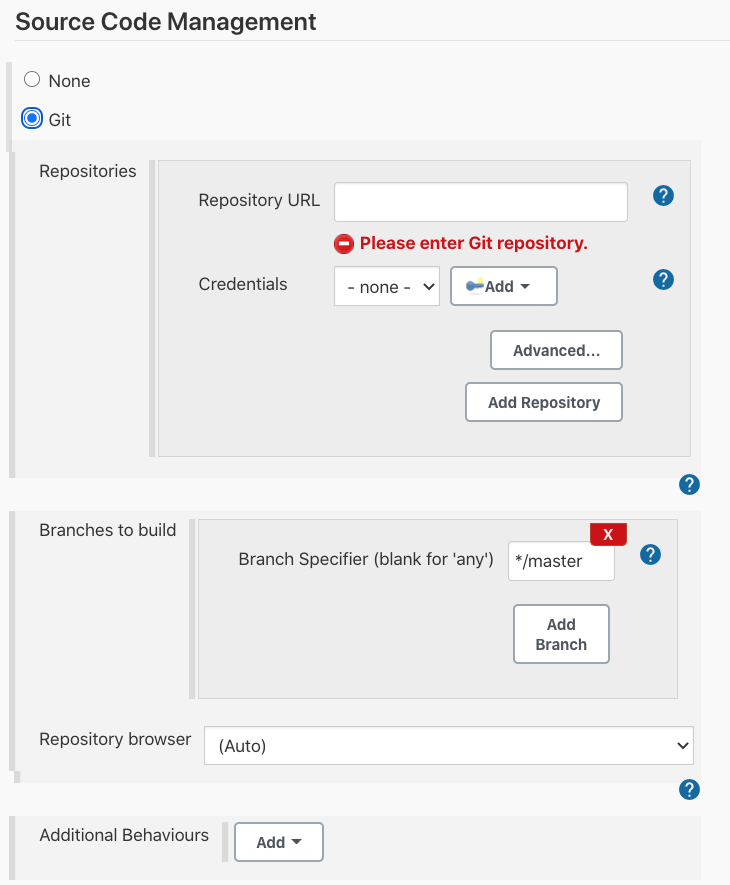 Source Code Management
None
Git
Repositories
Repository URL
?
Please enter Git repository.
Credentials
- none -
Add
?
Advanced...
Add Repository
?
Branches to build
X
Branch Specifier (blank for 'any')
*/master
?
Add
Branch
Repository browser
(Auto)
?
Additional Behaviours
Add